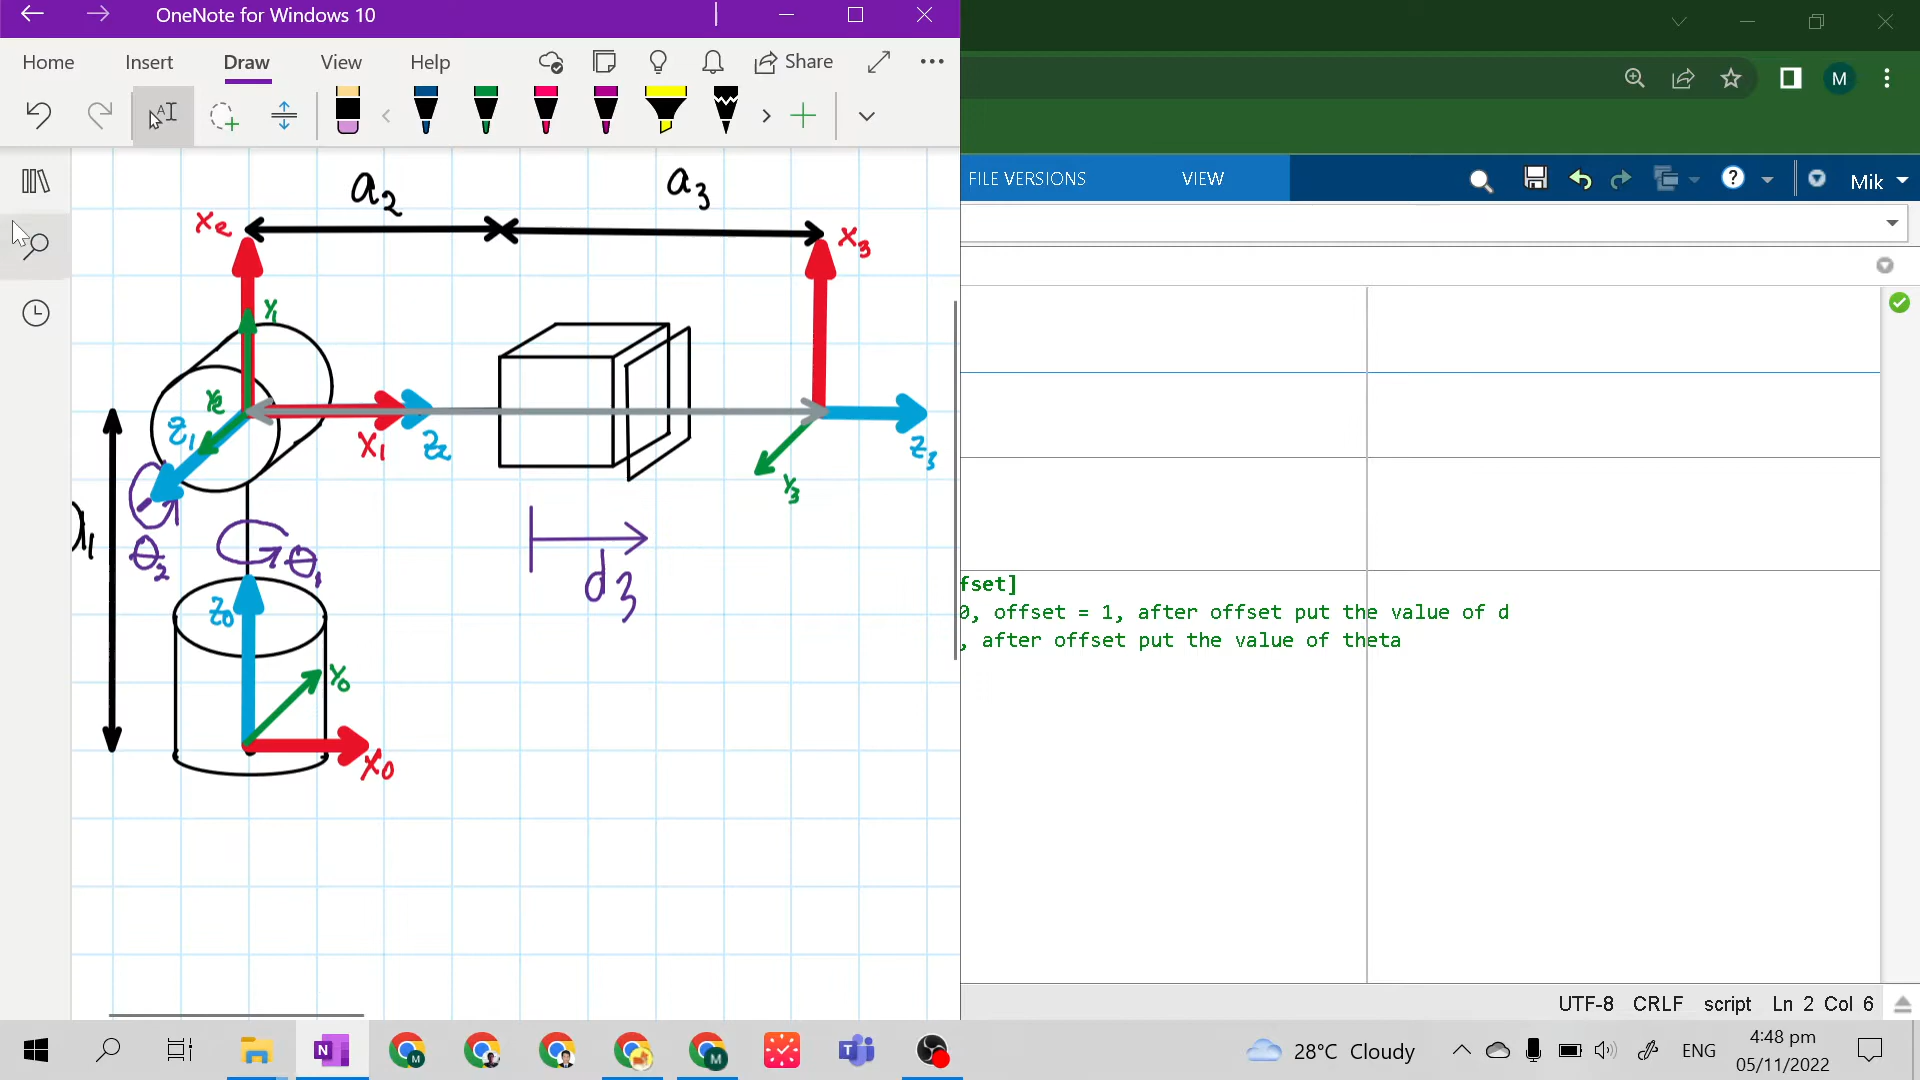 OneNote for Windows 10
Home Insert Draw View Help Share
FILE VERSIONS VIEW Mik
M
a2 a3
x2 x3
Y1
Y2
Z1 x1 Z2 Z3
Y3
θ2 θ1 d3
Z0
Y0
x0
fset]
0, offset = 1, after offset put the value of d
, after offset put the value of theta
UTF-8 CRLF script Ln 2 Col 6
28°C Cloudy ENG 4:48 pm
05/11/2022